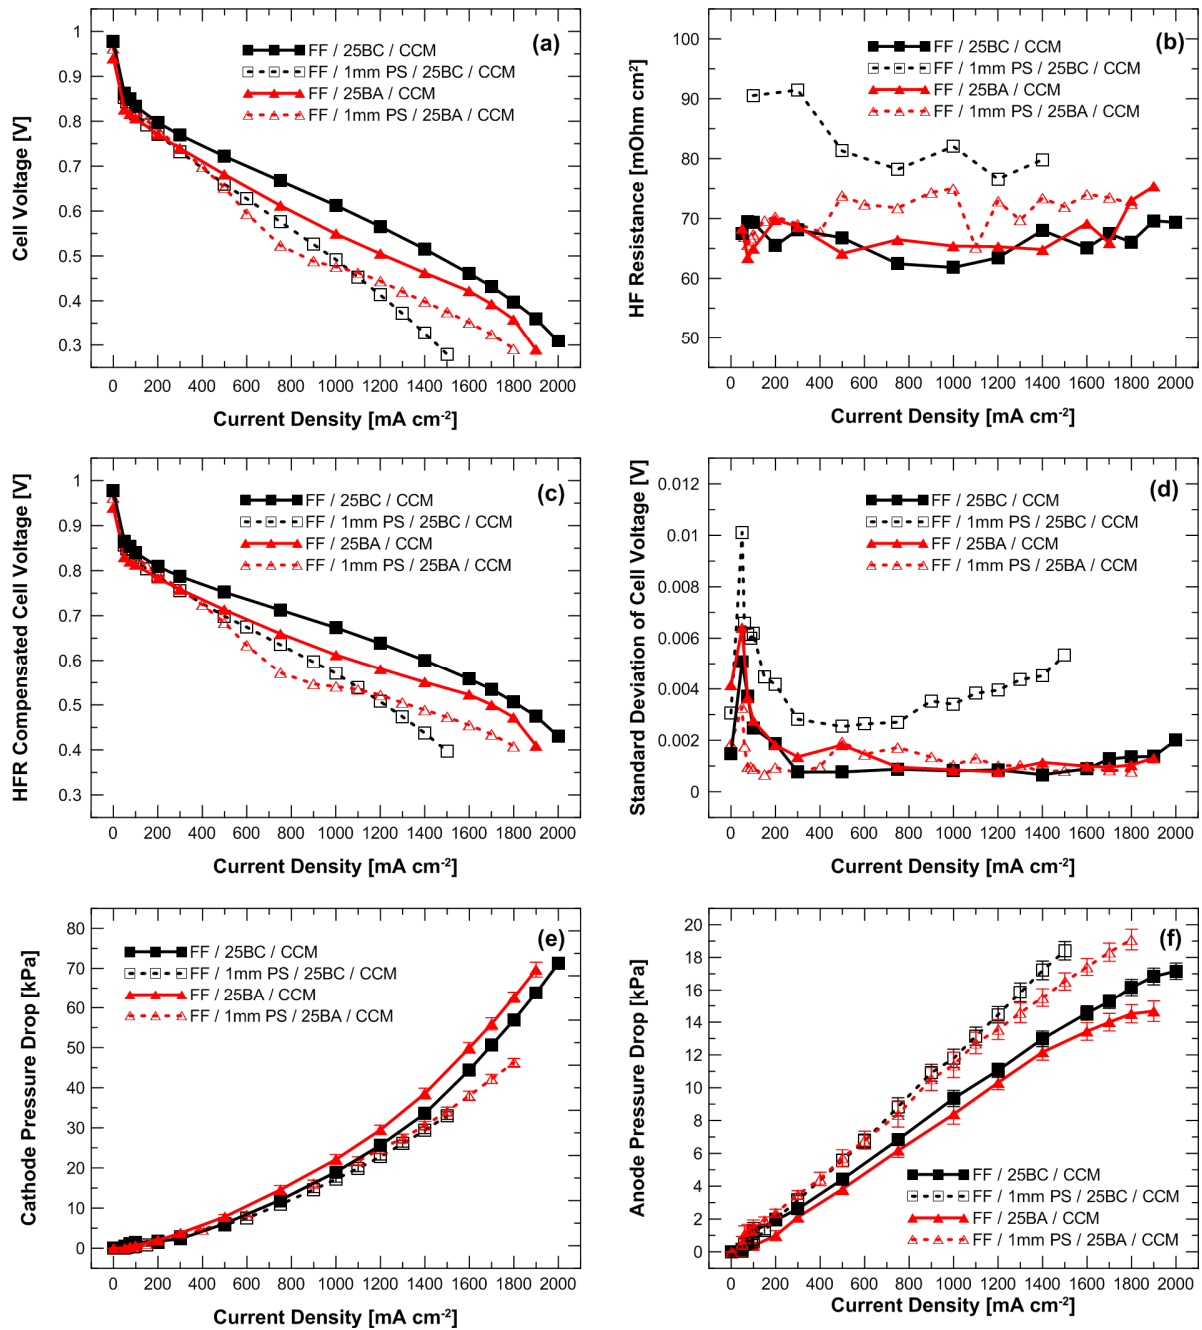 (a)
FF / 25BC / CCM
FF / 1mm PS / 25BC / CCM
FF / 25BA / CCM
FF / 1mm PS / 25BA / CCM
Cell Voltage [V]
1
0.9
0.8
0.7
0.6
0.5
0.4
0.3
0 200 400 600 800 1000 1200 1400 1600 1800 2000
Current Density [mA cm⁻²]
(b)
FF / 25BC / CCM
FF / 1mm PS / 25BC / CCM
FF / 25BA / CCM
FF / 1mm PS / 25BA / CCM
HF Resistance [mOhm cm²]
100
90
80
70
60
50
0 200 400 600 800 1000 1200 1400 1600 1800 2000
Current Density [mA cm⁻²]
(c)
FF / 25BC / CCM
FF / 1mm PS / 25BC / CCM
FF / 25BA / CCM
FF / 1mm PS / 25BA / CCM
HFR Compensated Cell Voltage [V]
1
0.9
0.8
0.7
0.6
0.5
0.4
0.3
0 200 400 600 800 1000 1200 1400 1600 1800 2000
Current Density [mA cm⁻²]
(d)
FF / 25BC / CCM
FF / 1mm PS / 25BC / CCM
FF / 25BA / CCM
FF / 1mm PS / 25BA / CCM
Standard Deviation of Cell Voltage [V]
0.012
0.01
0.008
0.006
0.004
0.002
0
0 200 400 600 800 1000 1200 1400 1600 1800 2000
Current Density [mA cm⁻²]
(e)
FF / 25BC / CCM
FF / 1mm PS / 25BC / CCM
FF / 25BA / CCM
FF / 1mm PS / 25BA / CCM
Cathode Pressure Drop [kPa]
80
70
60
50
40
30
20
10
0
0 200 400 600 800 1000 1200 1400 1600 1800 2000
Current Density [mA cm⁻²]
(f)
FF / 25BC / CCM
FF / 1mm PS / 25BC / CCM
FF / 25BA / CCM
FF / 1mm PS / 25BA / CCM
Anode Pressure Drop [kPa]
20
18
16
14
12
10
8
6
4
2
0
0 200 400 600 800 1000 1200 1400 1600 1800 2000
Current Density [mA cm⁻²]